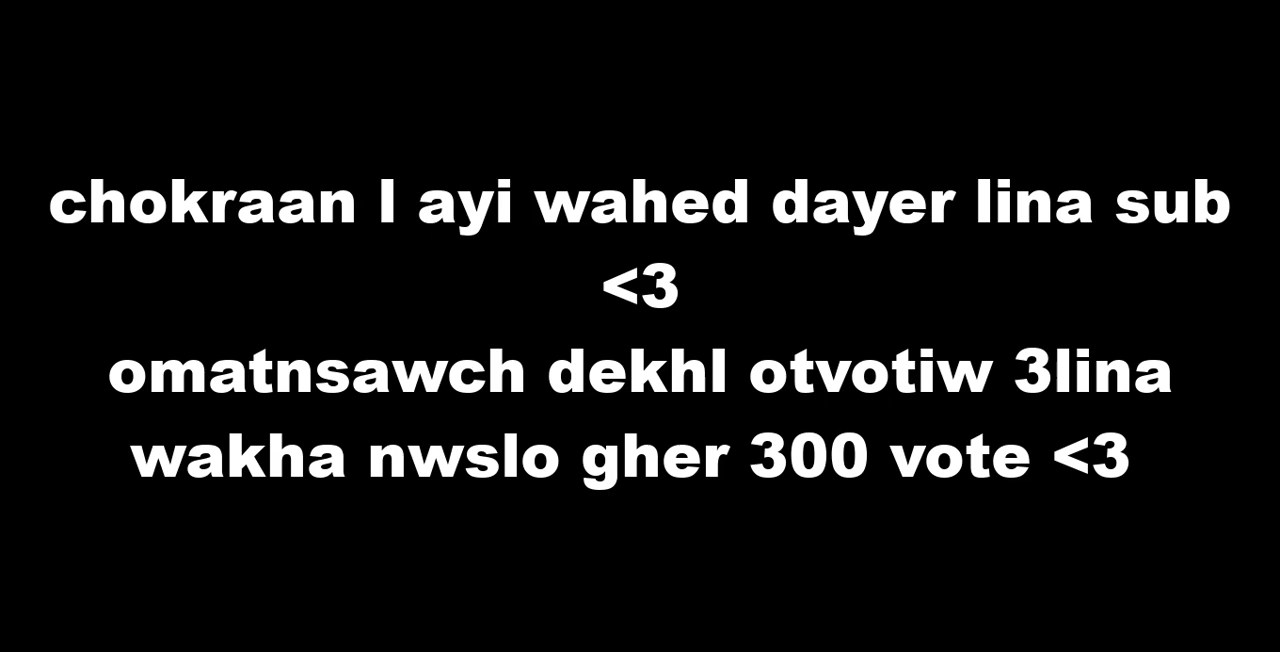 chokraan l ayi wahed dayer lina sub
<3
omatnsawch dekhl otvotiw 3lina
wakha nwslo gher 300 vote <3